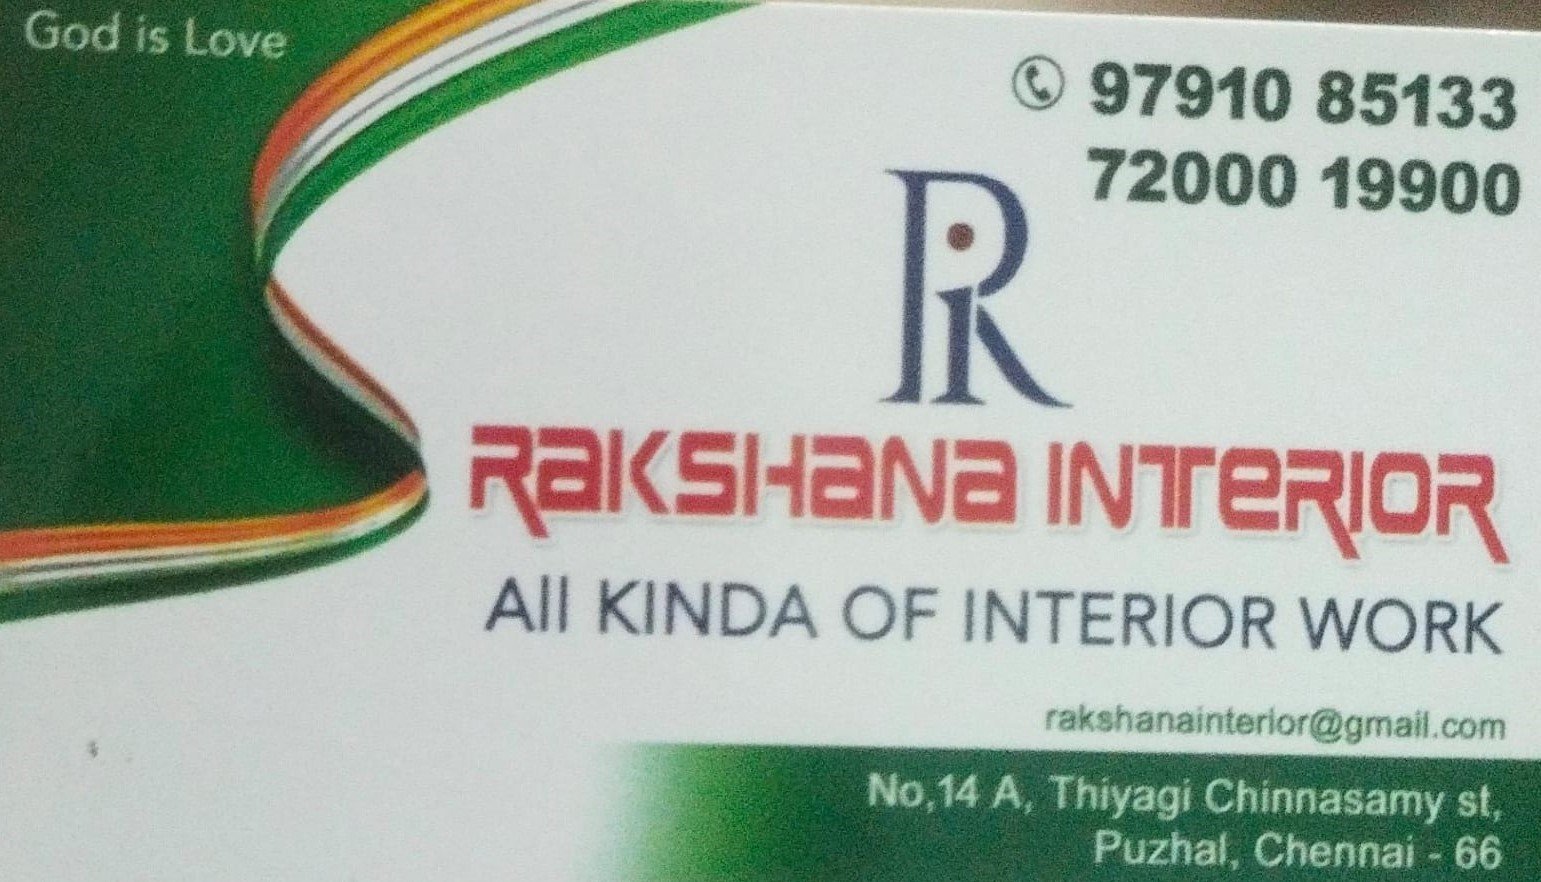 God is Love
97910 85133
72000 19900
RI
RAKSHANA INTERIOR
All KINDA OF INTERIOR WORK
rakshanainterior@gmail.com
No,14 A, Thiyagi Chinnasamy st,
Puzhal, Chennai - 66